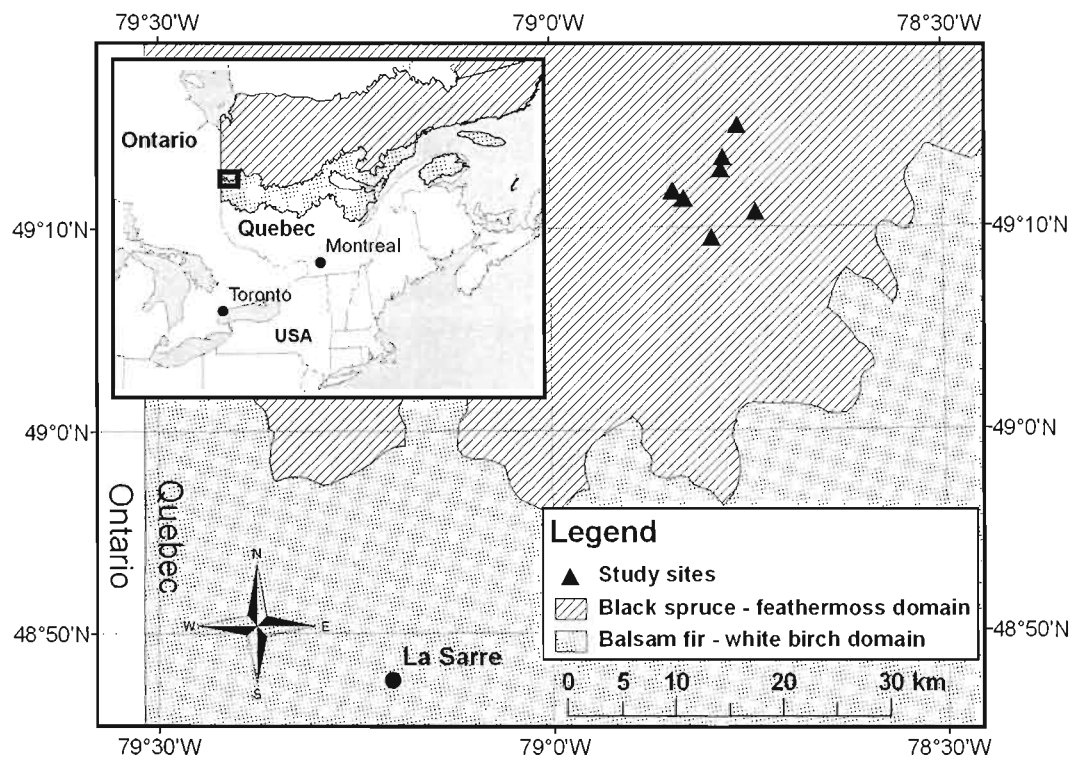 79°30'W 79°0'W 78°30'W
Ontario
Quebec
Montreal
Toronto
USA
49°10'N 49°10'N
49°0'N 49°0'N
48°50'N 48°50'N
Ontario
Quebec
N
W E
S
La Sarre
Legend
Study sites
Black spruce - feathermoss domain
Balsam fir - white birch domain
0 5 10 20 30 km
79°30'W 79°0'W 78°30'W